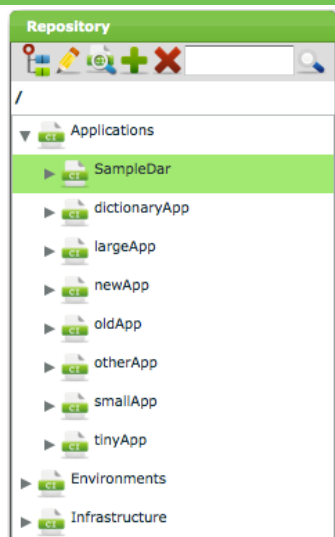 Repository
/
Applications
SampleDar
dictionaryApp
largeApp
newApp
oldApp
otherApp
smallApp
tinyApp
Environments
Infrastructure